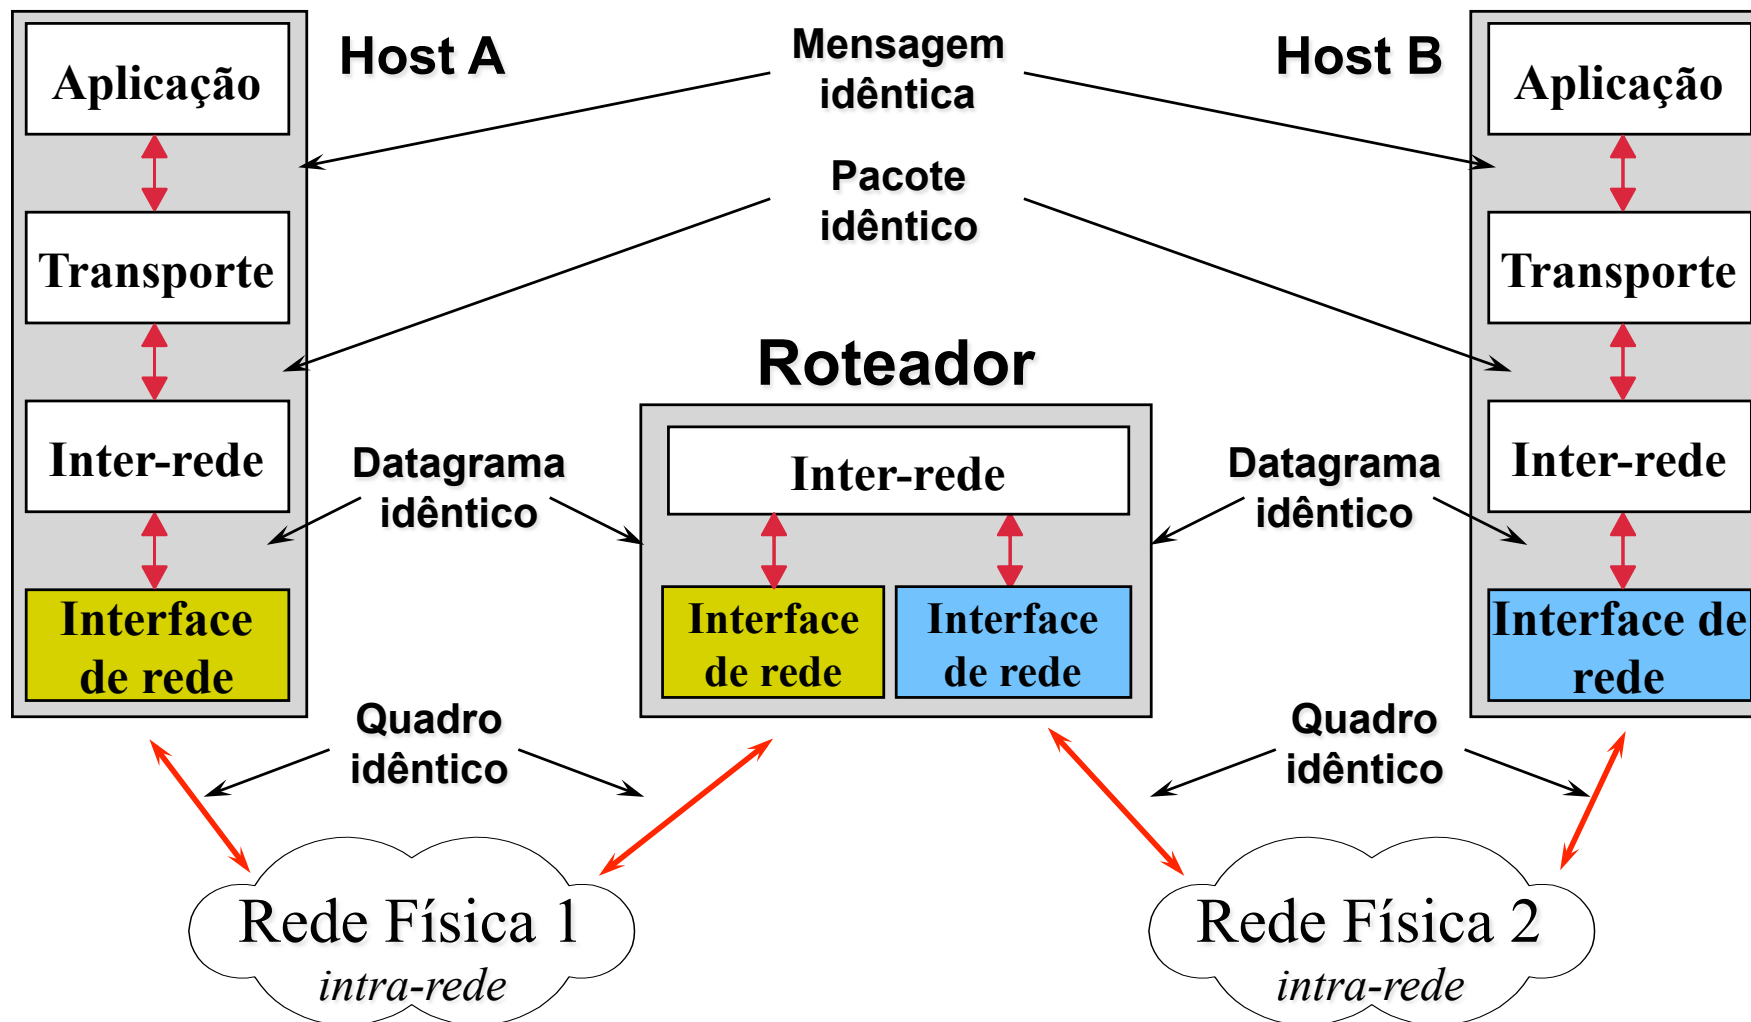 Host A
Mensagem
idêntica
Host B
Aplicação
Aplicação
Pacote
idêntico
Transporte
Transporte
Roteador
Inter-rede
Datagrama
idêntico
Inter-rede
Datagrama
idêntico
Inter-rede
Interface
de rede
Interface
de rede
Interface
de rede
Interface de
rede
Quadro
idêntico
Quadro
idêntico
Rede Física 1
intra-rede
Rede Física 2
intra-rede